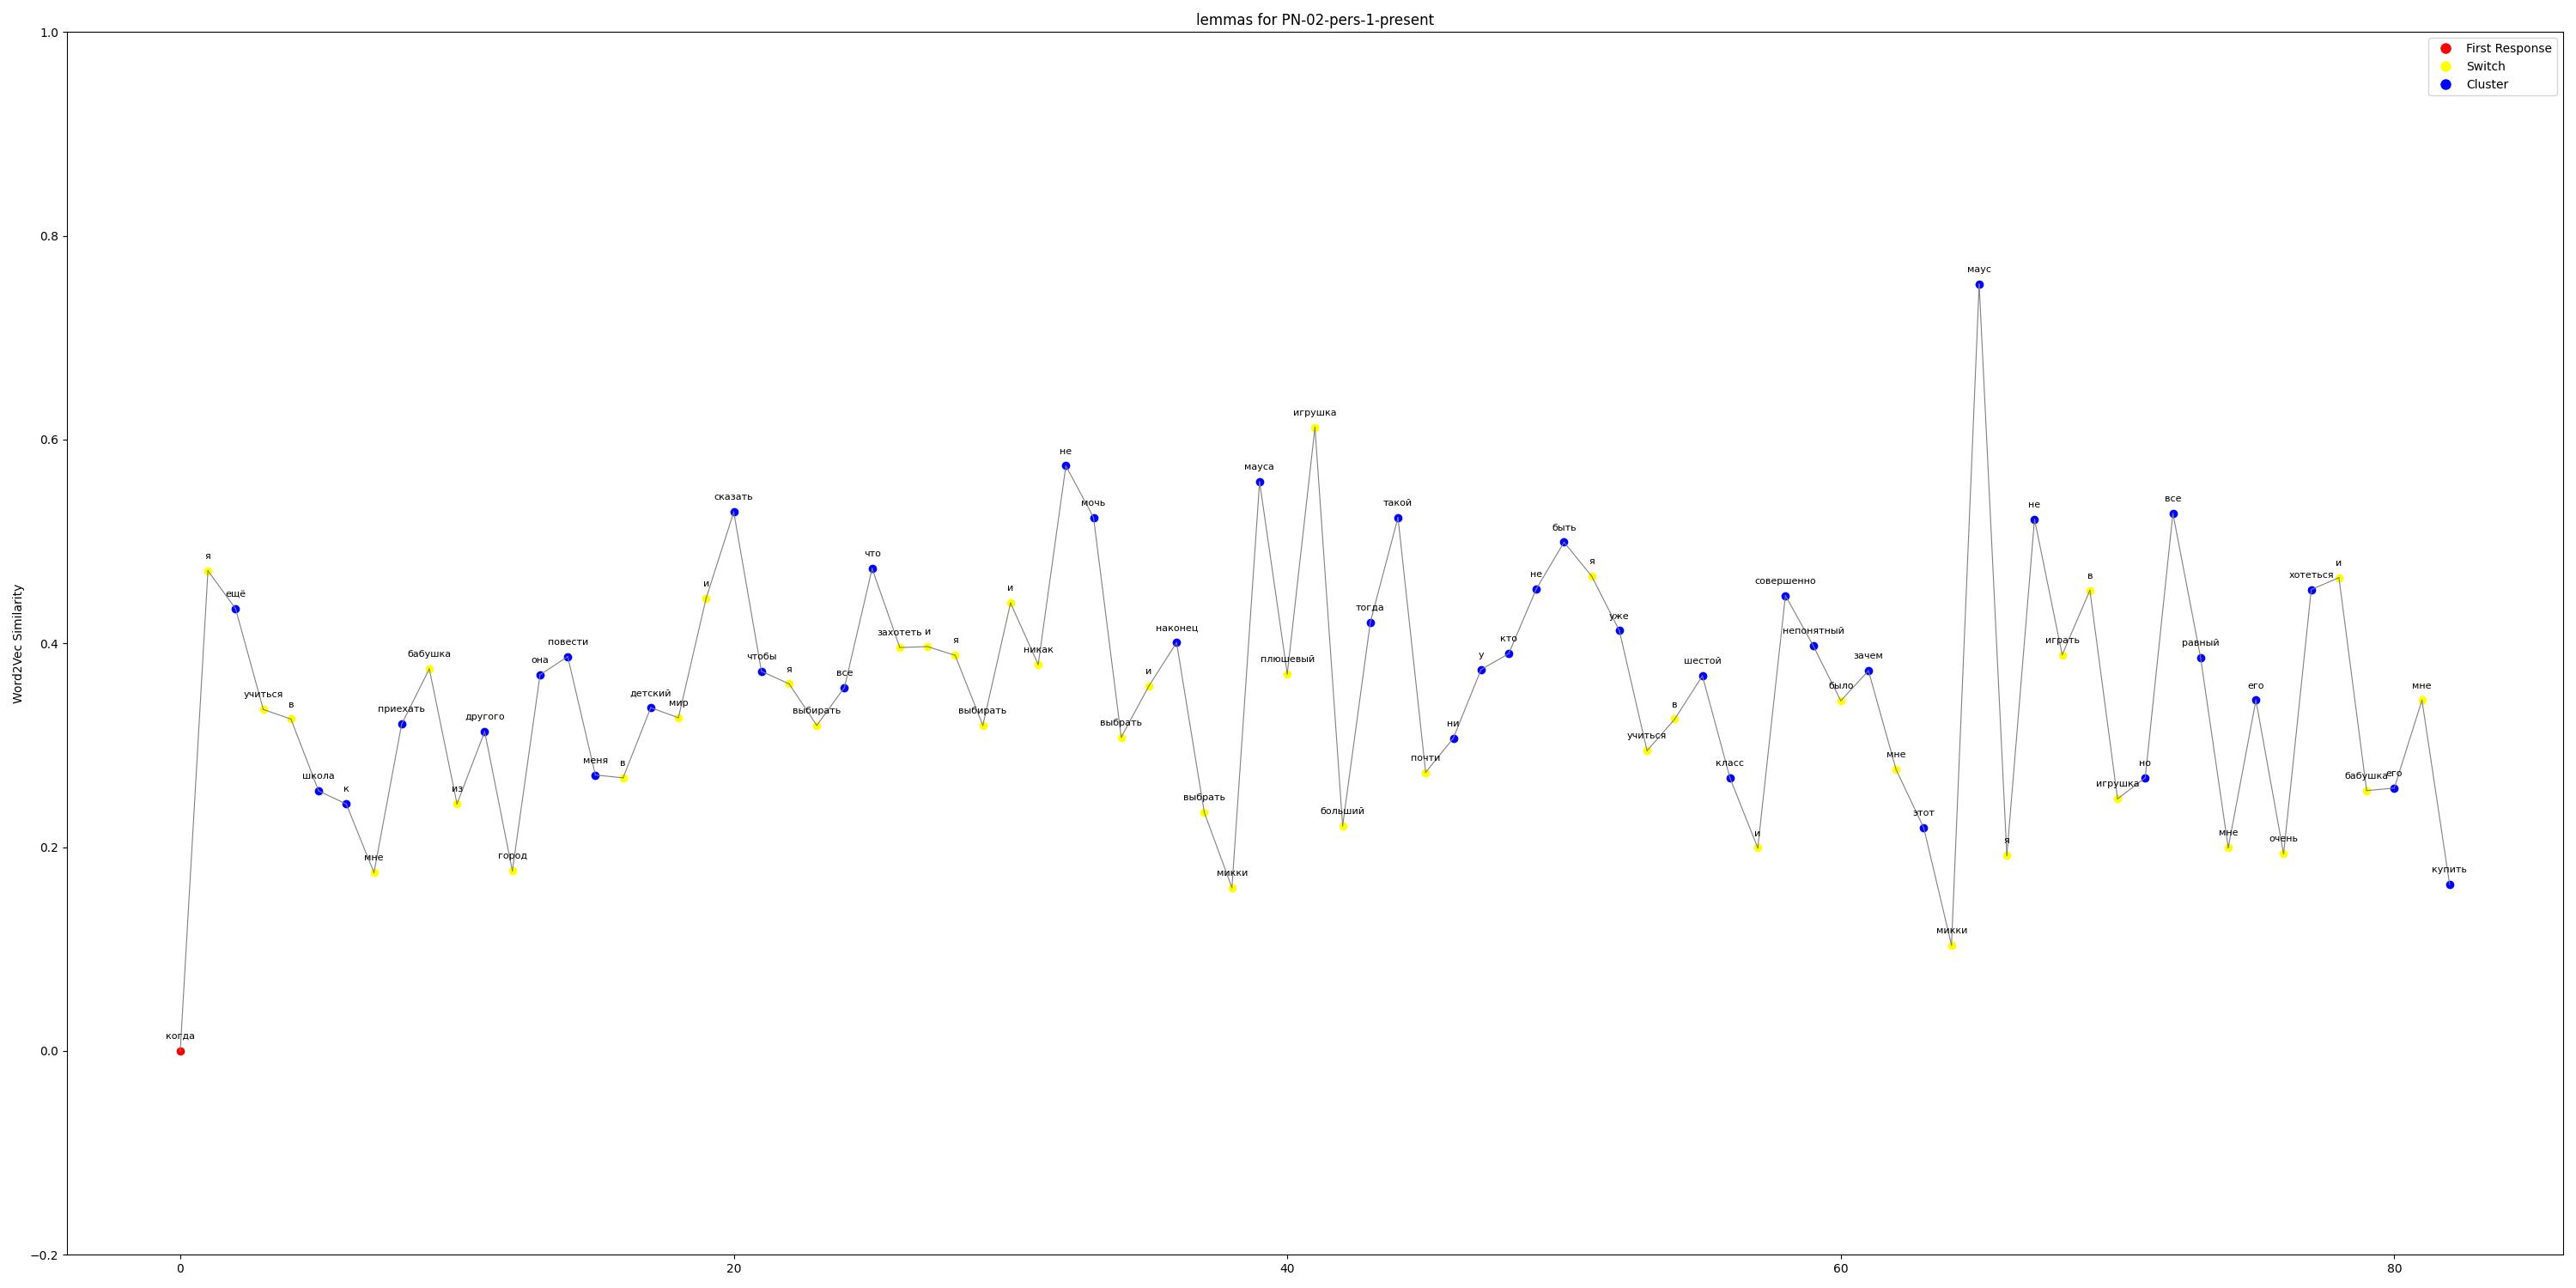 lemmas for PN-02-pers-1-present
1.0
0.8
0.6
0.4
0.2
0.0
−0.2
Word2Vec Similarity
First Response
Switch
Cluster
когда
я
ещё
учиться
в
школа
к
мне
приехать
бабушка
из
другого
город
она
повести
меня
в
детский
мир
и
сказать
чтобы
я
выбирать
все
что
захотеть
и
я
выбирать
и
никак
не
мочь
выбрать
и
наконец
выбрать
микки
мауса
плюшевый
игрушка
больший
тогда
такой
почти
ни
у
кто
не
быть
я
уже
учиться
в
шестой
класс
и
совершенно
непонятный
было
зачем
мне
этот
микки
маус
я
не
играть
в
игрушка
но
все
равный
мне
его
очень
хотеться
и
бабушка
его
мне
купить
0
20
40
60
80